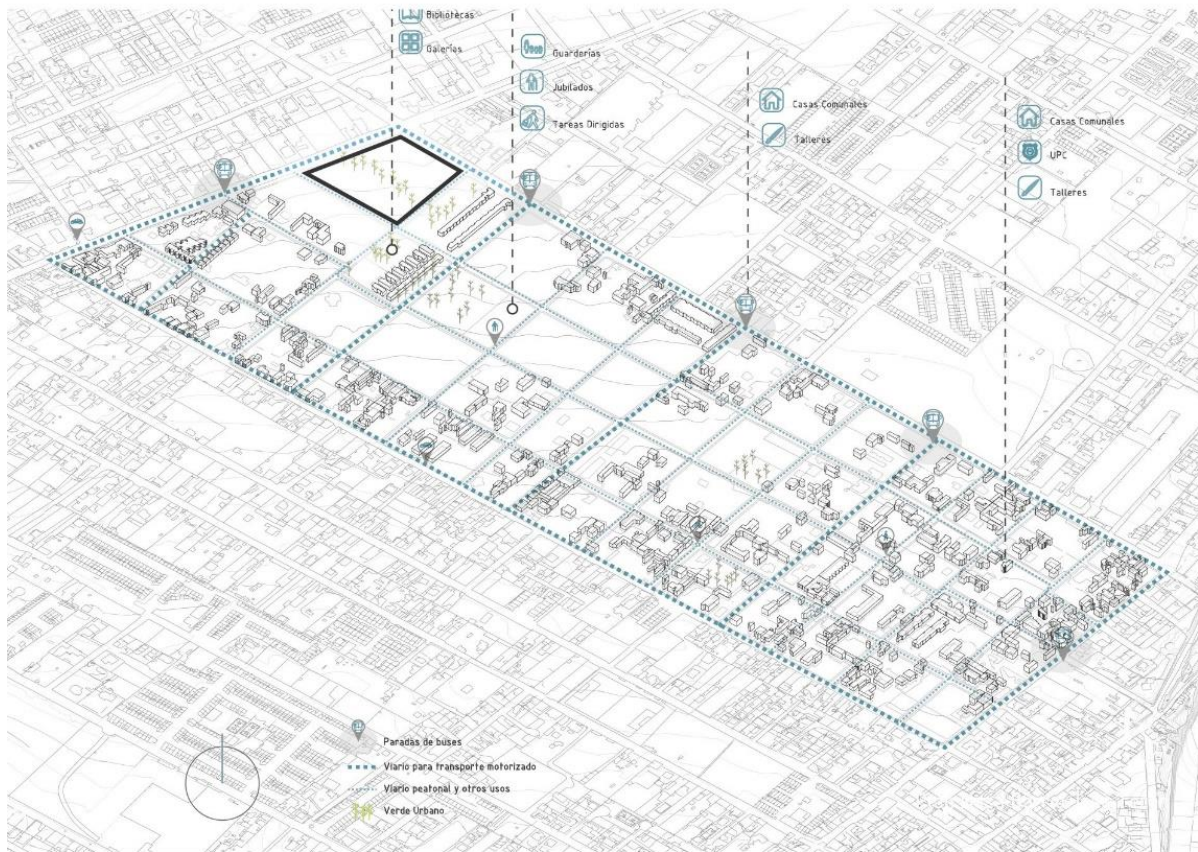 Bibliotecas
Galerías
Guarderías
Jubilados
Tareas Dirigidas
Casas Comunales
Talleres
Casas Comunales
UPC
Talleres
Paradas de buses
Viario para transporte motorizado
Viario peatonal y otros usos
Verde Urbano